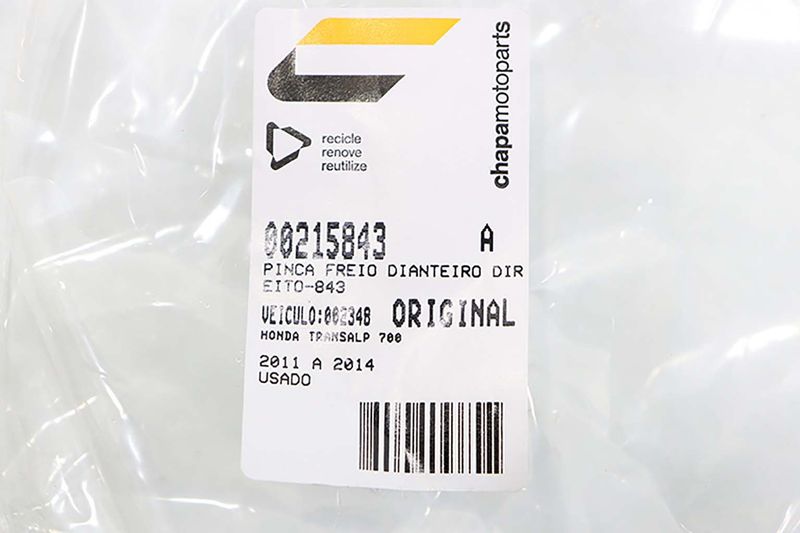 chapamotoparts
recicle
renove
reutilize
00215843 A
PINCA FREIO DIANTEIRO DIR
EITO-843
VEICULO:002348 ORIGINAL
HONDA TRANSALP 700
2011 A 2014
USADO